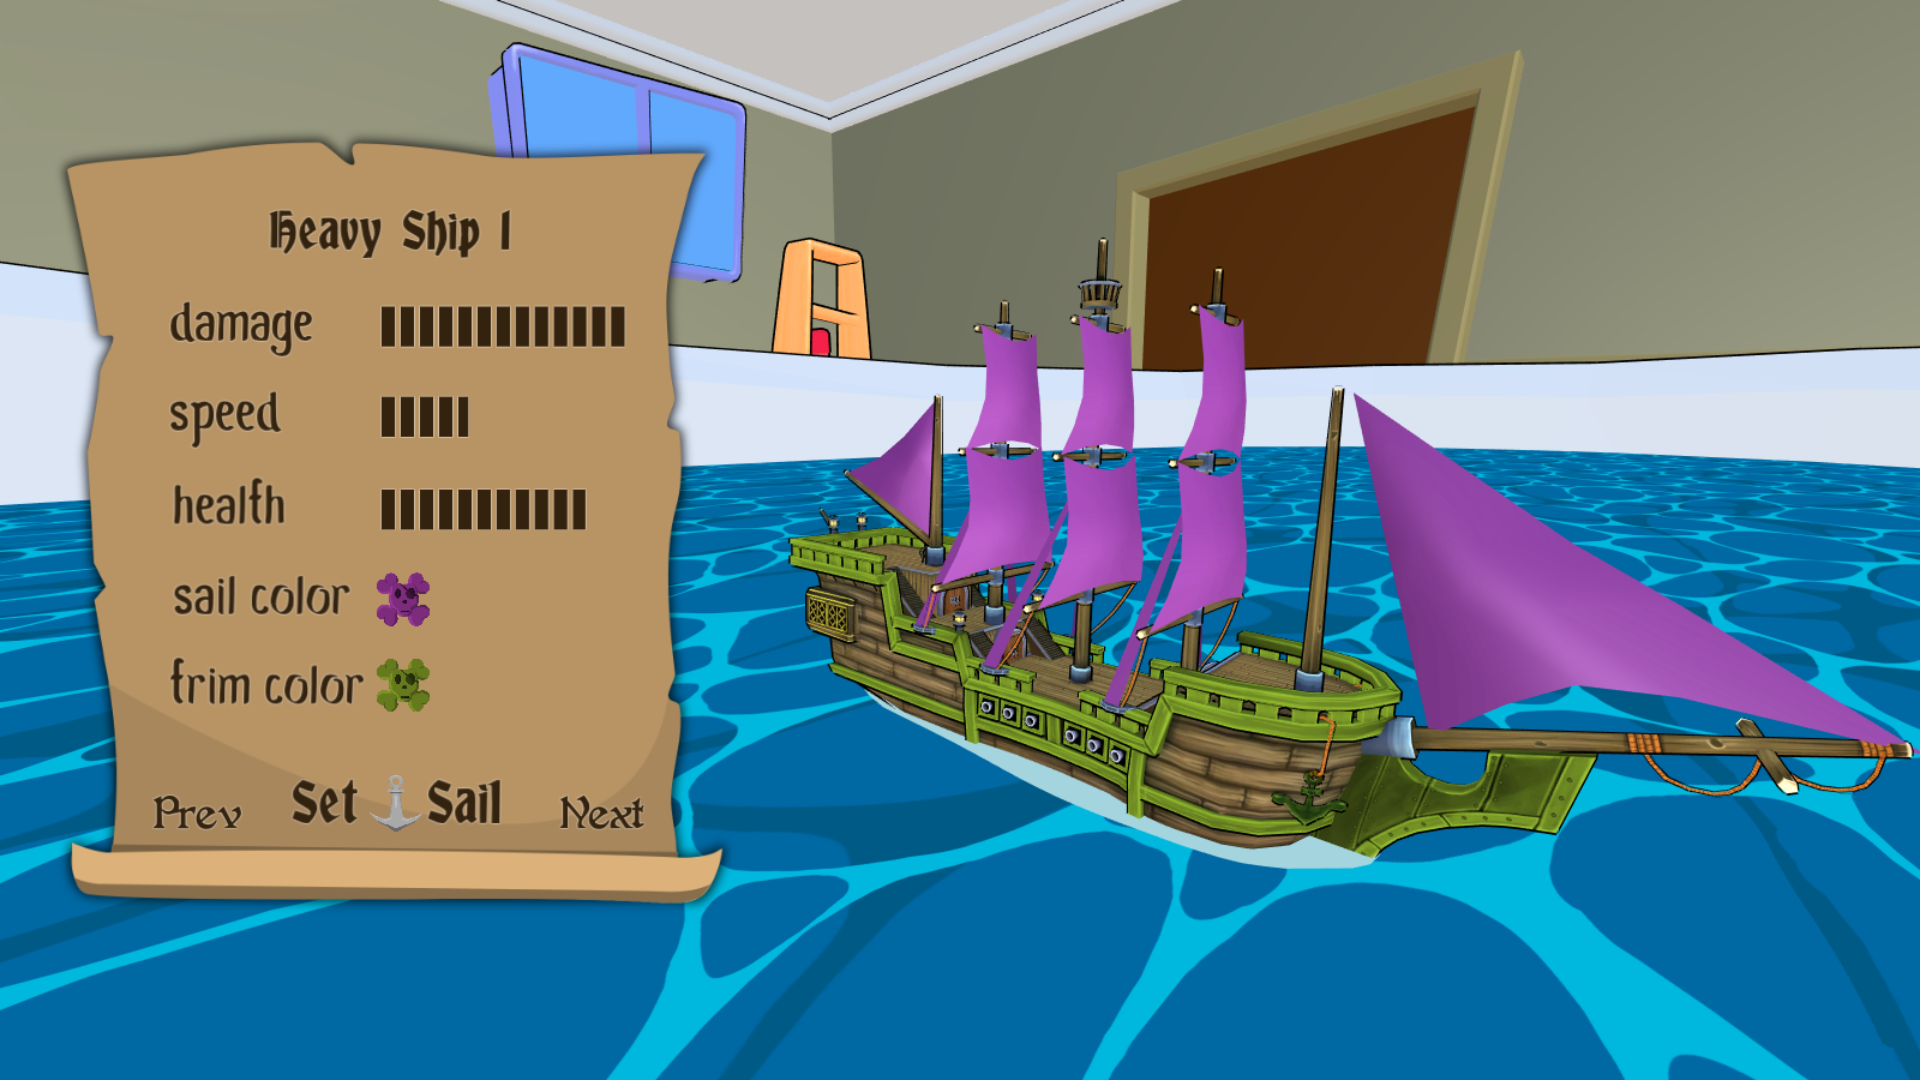 Heavy Ship 1
damage
speed
health
sail color
trim color
Prev Set Sail Next